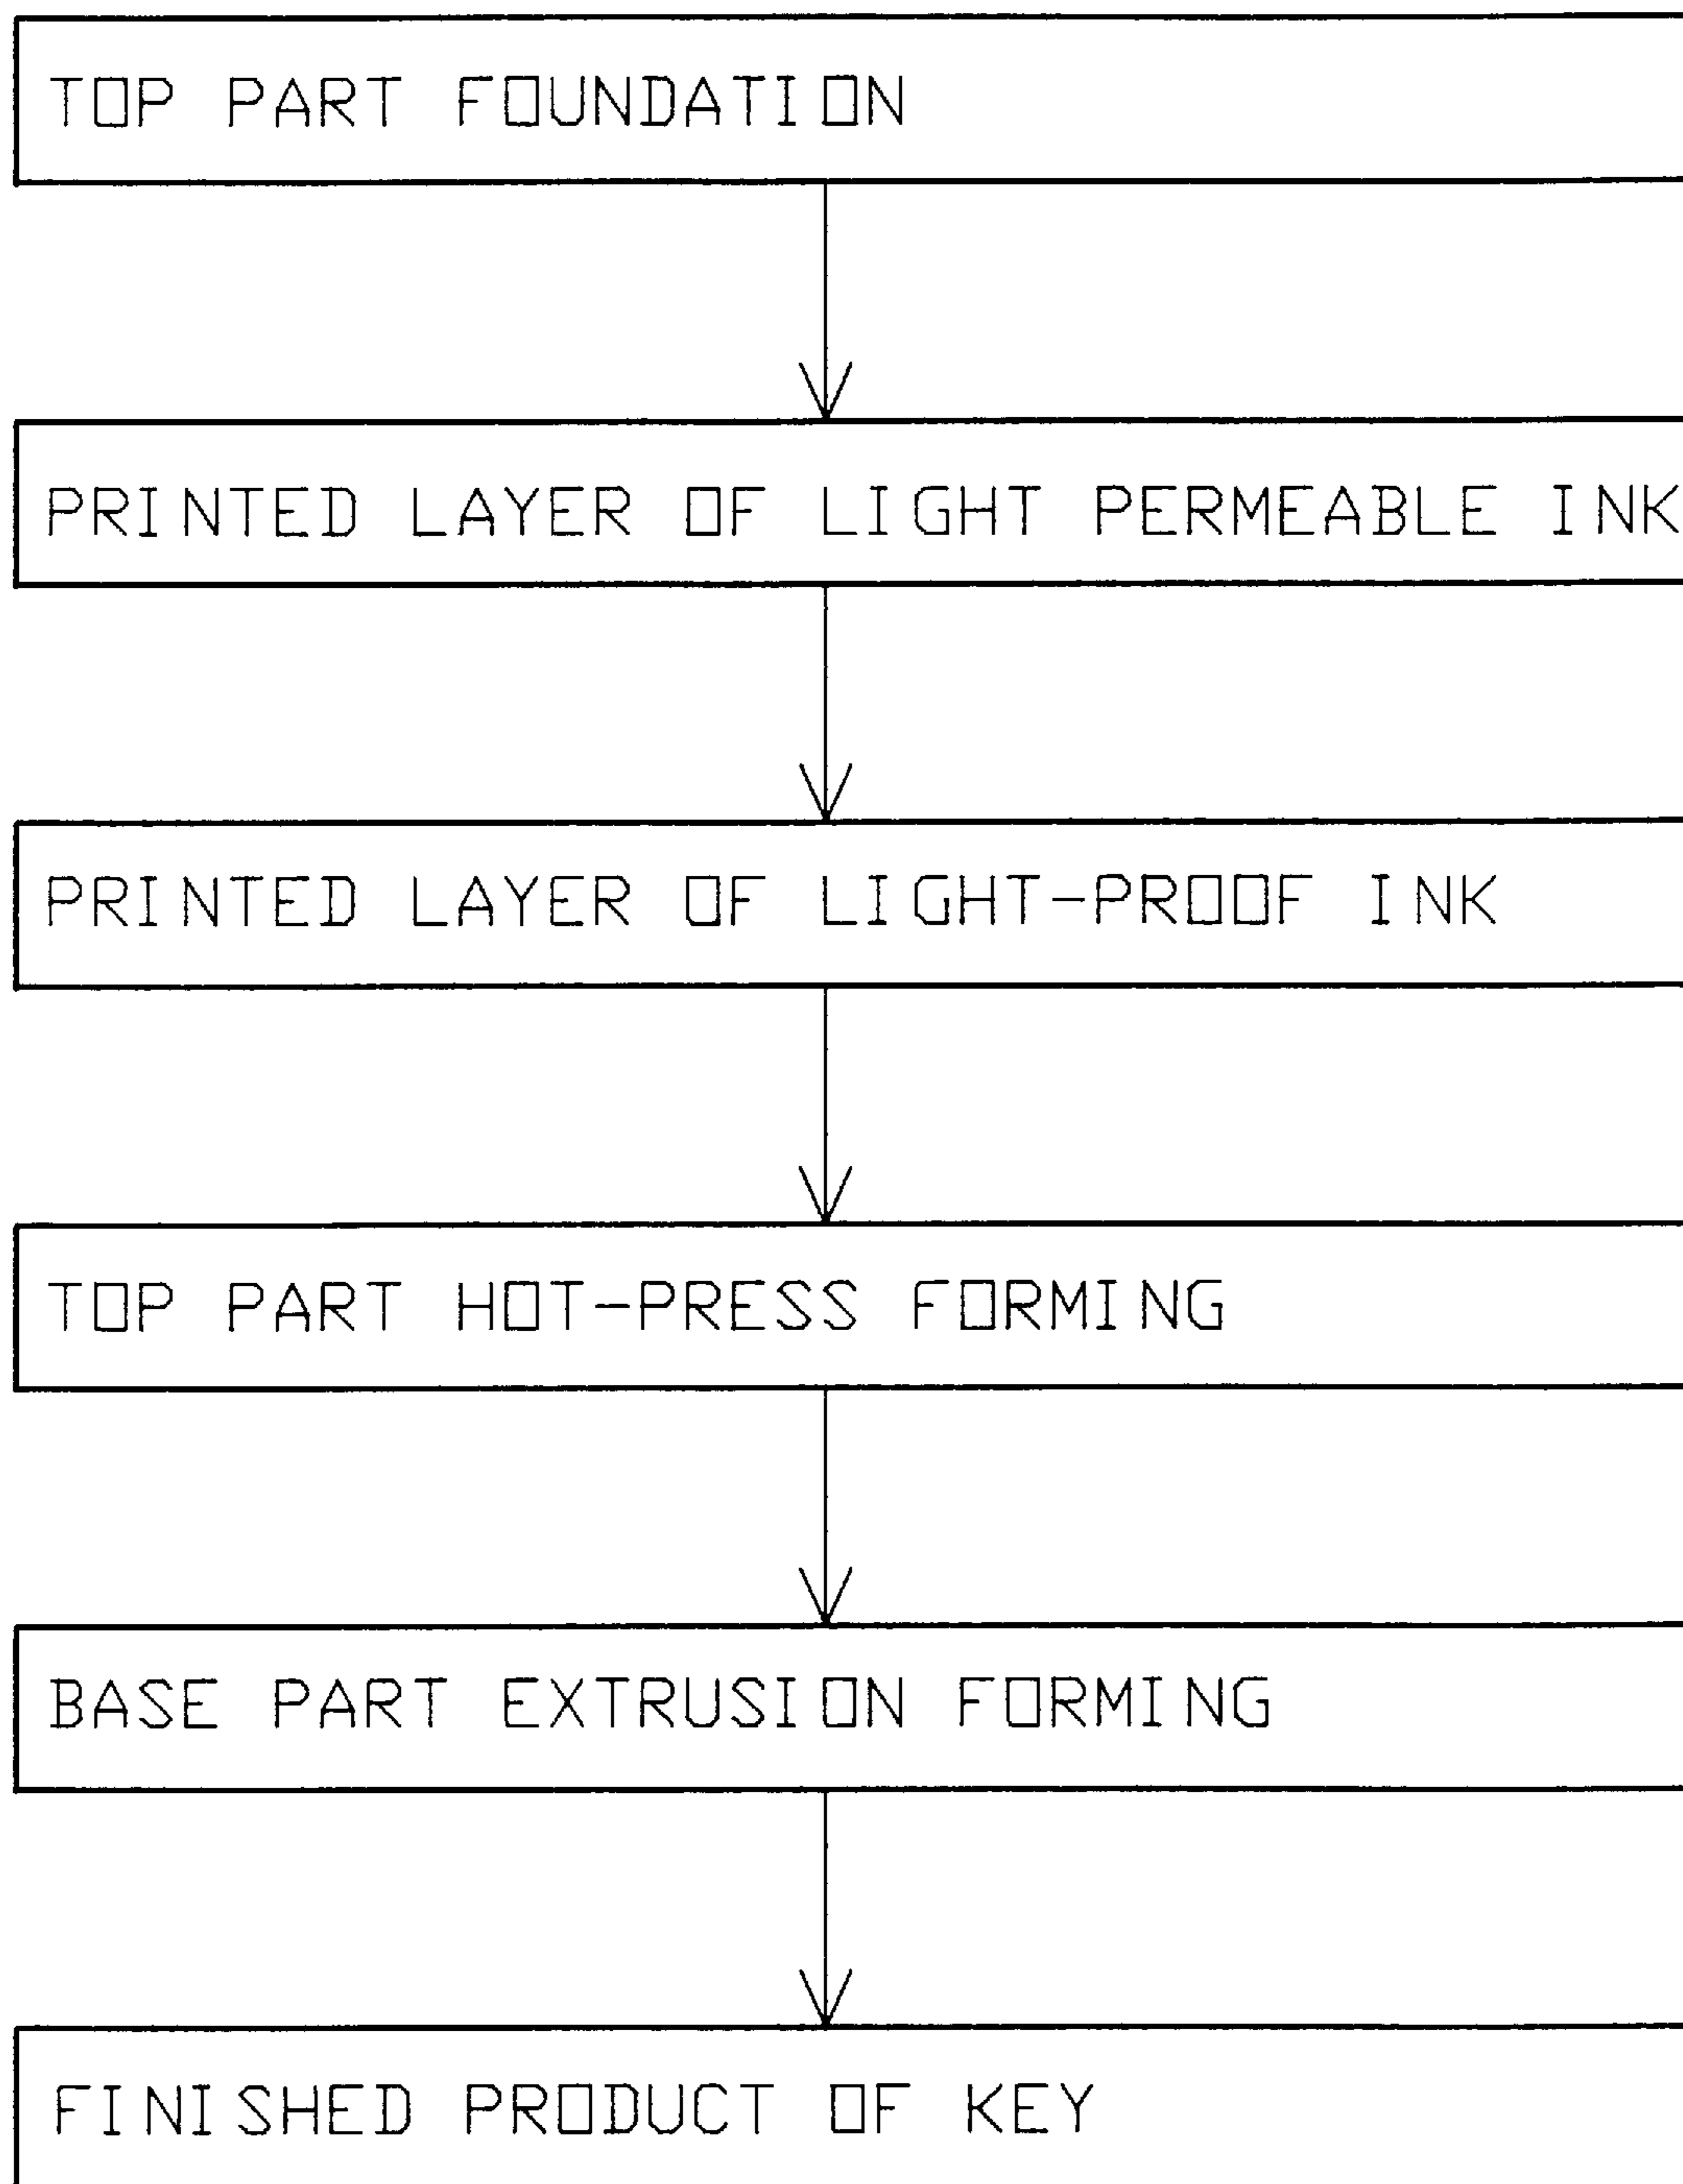 TOP PART FOUNDATION
PRINTED LAYER OF LIGHT PERMEABLE INK
PRINTED LAYER OF LIGHT-PROOF INK
TOP PART HOT-PRESS FORMING
BASE PART EXTRUSION FORMING
FINISHED PRODUCT OF KEY